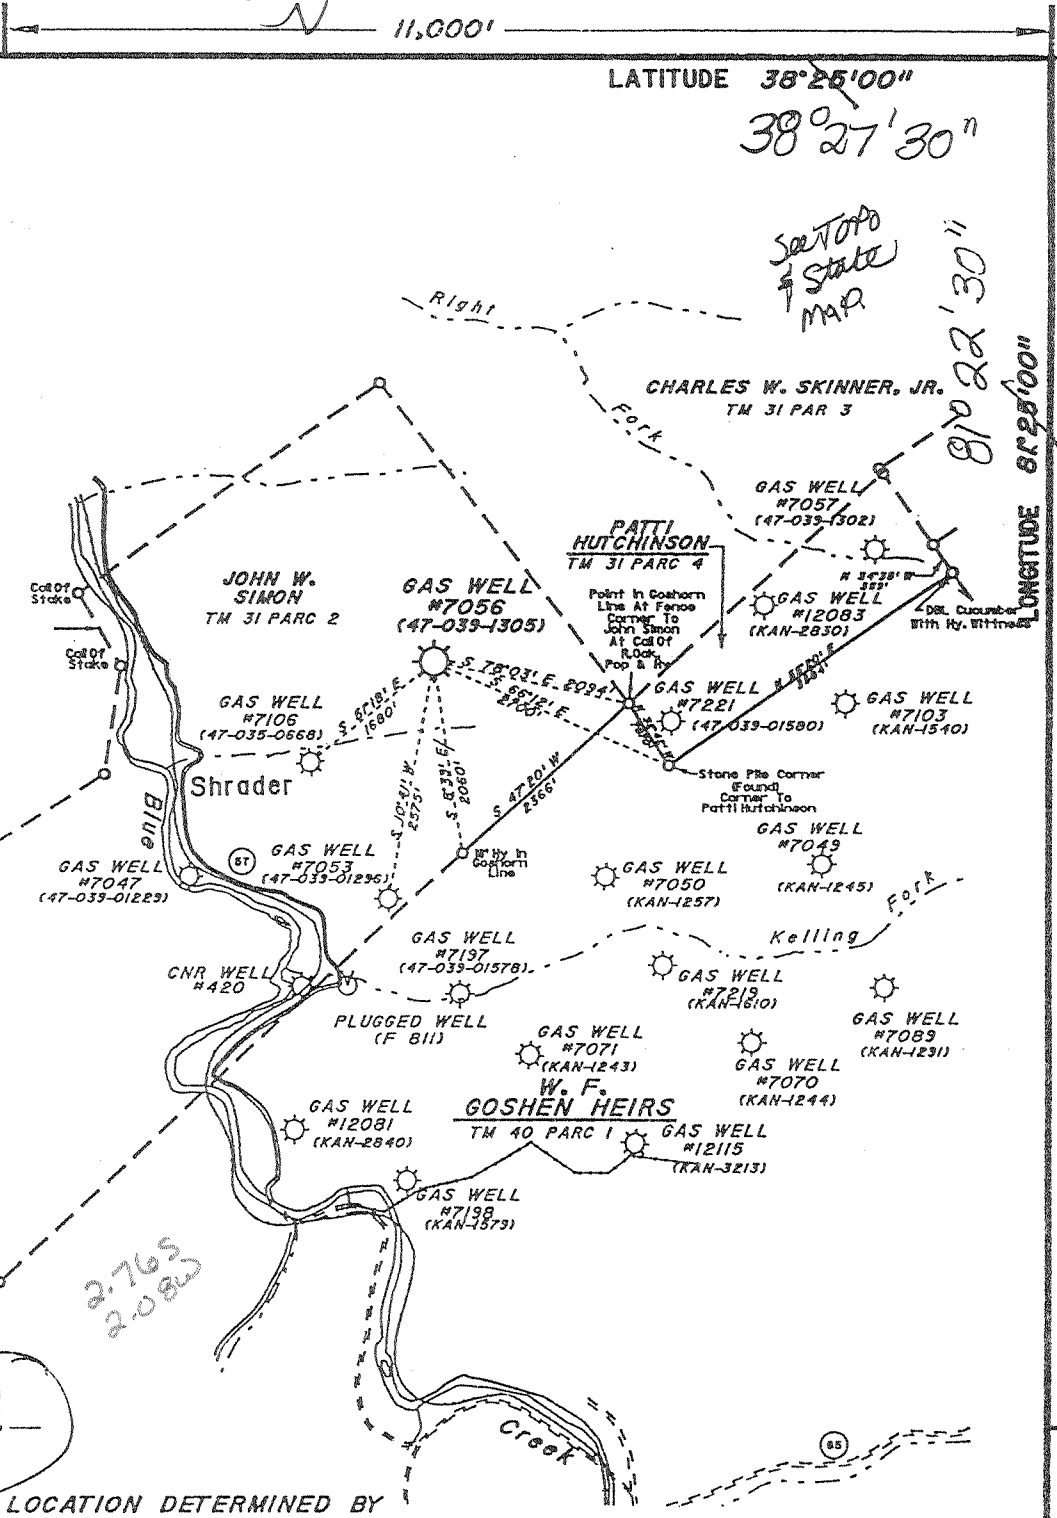 N
11,000'
LATITUDE 38°25'00"
38°27'30"
See TOPO
& State
MAP.
81° 22' 30"
LONGITUDE 81°25'00"
Right
Fork
CHARLES W. SKINNER, JR.
TM 31 PAR 3
GAS WELL
#7057
(47-039-1302)
PATTI
HUTCHINSON
TM 31 PARC 4
JOHN W.
SIMON
TM 31 PARC 2
GAS WELL
#7056
(47-039-1305)
Call Of
Stake
Call Of
Stake
Point In Goshorn
Line At Fence
Corner To
John Simon
At Call Of
R.Oak,
Pop & Hy
GAS WELL
#12083
(KAN-2830)
DBL Cucumber
With Hy. Wittness
S 78°03' E 2094'
S 66°12' E
S 61°18' E
1680'
S 10°41' W
2575'
S 8°39' E
2060'
S 47°20' W
2366'
GAS WELL
#7106
(47-035-0668)
GAS WELL
#7221
(47-039-01580)
GAS WELL
#7103
(KAN-1540)
Shrader
Blue
Stone Pile Corner
(Found)
Corner To
Patti Hutchinson
GAS WELL
#7047
(47-039-01229)
57
GAS WELL
#7053
(47-039-01296)
Hy In
Goshorn
Line
GAS WELL
#7050
(KAN-1257)
GAS WELL
#7049
(KAN-1245)
Kelling
Fork
CNR WELL
#420
GAS WELL
#7197
(47-039-01578)
PLUGGED WELL
(F 811)
GAS WELL
#7219
(KAN-1610)
GAS WELL
#7089
(KAN-1291)
GAS WELL
#7071
(KAN-1243)
GAS WELL
#7070
(KAN-1244)
W. F.
GOSHEN HEIRS
TM 40 PARC 1
GAS WELL
#12081
(KAN-2840)
GAS WELL
#12115
(KAN-3213)
GAS WELL
#7198
(KAN-1579)
2.76S
2.08W
Creek
65
LOCATION DETERMINED BY